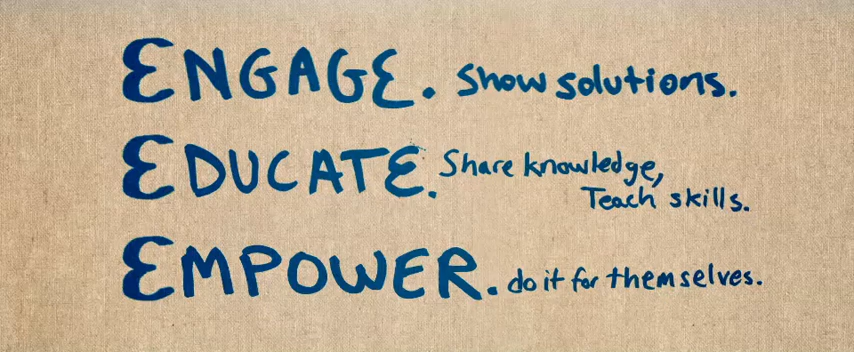 ENGAGE. Show solutions.
EDUCATE. Share knowledge,
Teach skills.
EMPOWER. do it for themselves.